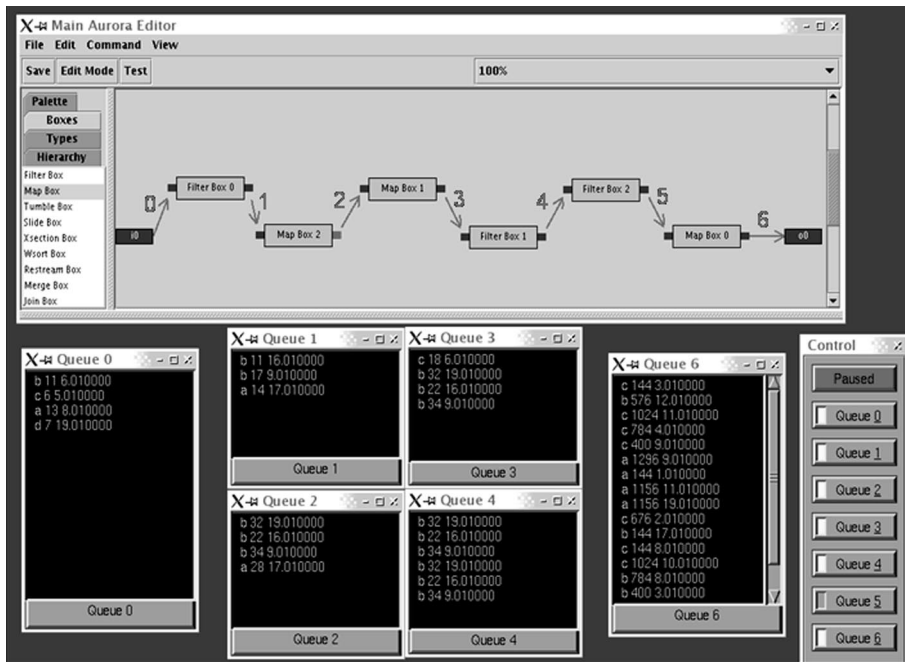 Main Aurora Editor
File Edit Command View
Save Edit Mode Test 100%
Palette
Boxes
Types
Hierarchy
Filter Box
Map Box
Tumble Box
Slide Box
Xsection Box
Wsort Box
Restream Box
Merge Box
Join Box
i0
0
Filter Box 0
1
Map Box 2
2
Map Box 1
3
Filter Box 1
4
Filter Box 2
5
Map Box 0
6
o0
Queue 0
b 11 6.010000
c 6 5.010000
a 13 8.010000
d 7 19.010000
Queue 0
Queue 1
b 11 16.010000
b 17 9.010000
a 14 17.010000
Queue 1
Queue 2
b 32 19.010000
b 22 16.010000
b 34 9.010000
a 28 17.010000
Queue 2
Queue 3
c 18 6.010000
b 32 19.010000
b 22 16.010000
b 34 9.010000
Queue 3
Queue 4
b 32 19.010000
b 22 16.010000
b 34 9.010000
b 32 19.010000
b 22 16.010000
b 34 9.010000
Queue 4
Queue 6
c 144 3.010000
b 576 12.010000
c 1024 11.010000
c 784 4.010000
c 400 9.010000
a 1296 9.010000
a 144 1.010000
a 1156 11.010000
a 1156 19.010000
c 676 2.010000
b 144 17.010000
c 144 8.010000
c 1024 10.010000
b 784 8.010000
b 400 3.010000
Queue 6
Control
Paused
Queue 0
Queue 1
Queue 2
Queue 3
Queue 4
Queue 5
Queue 6